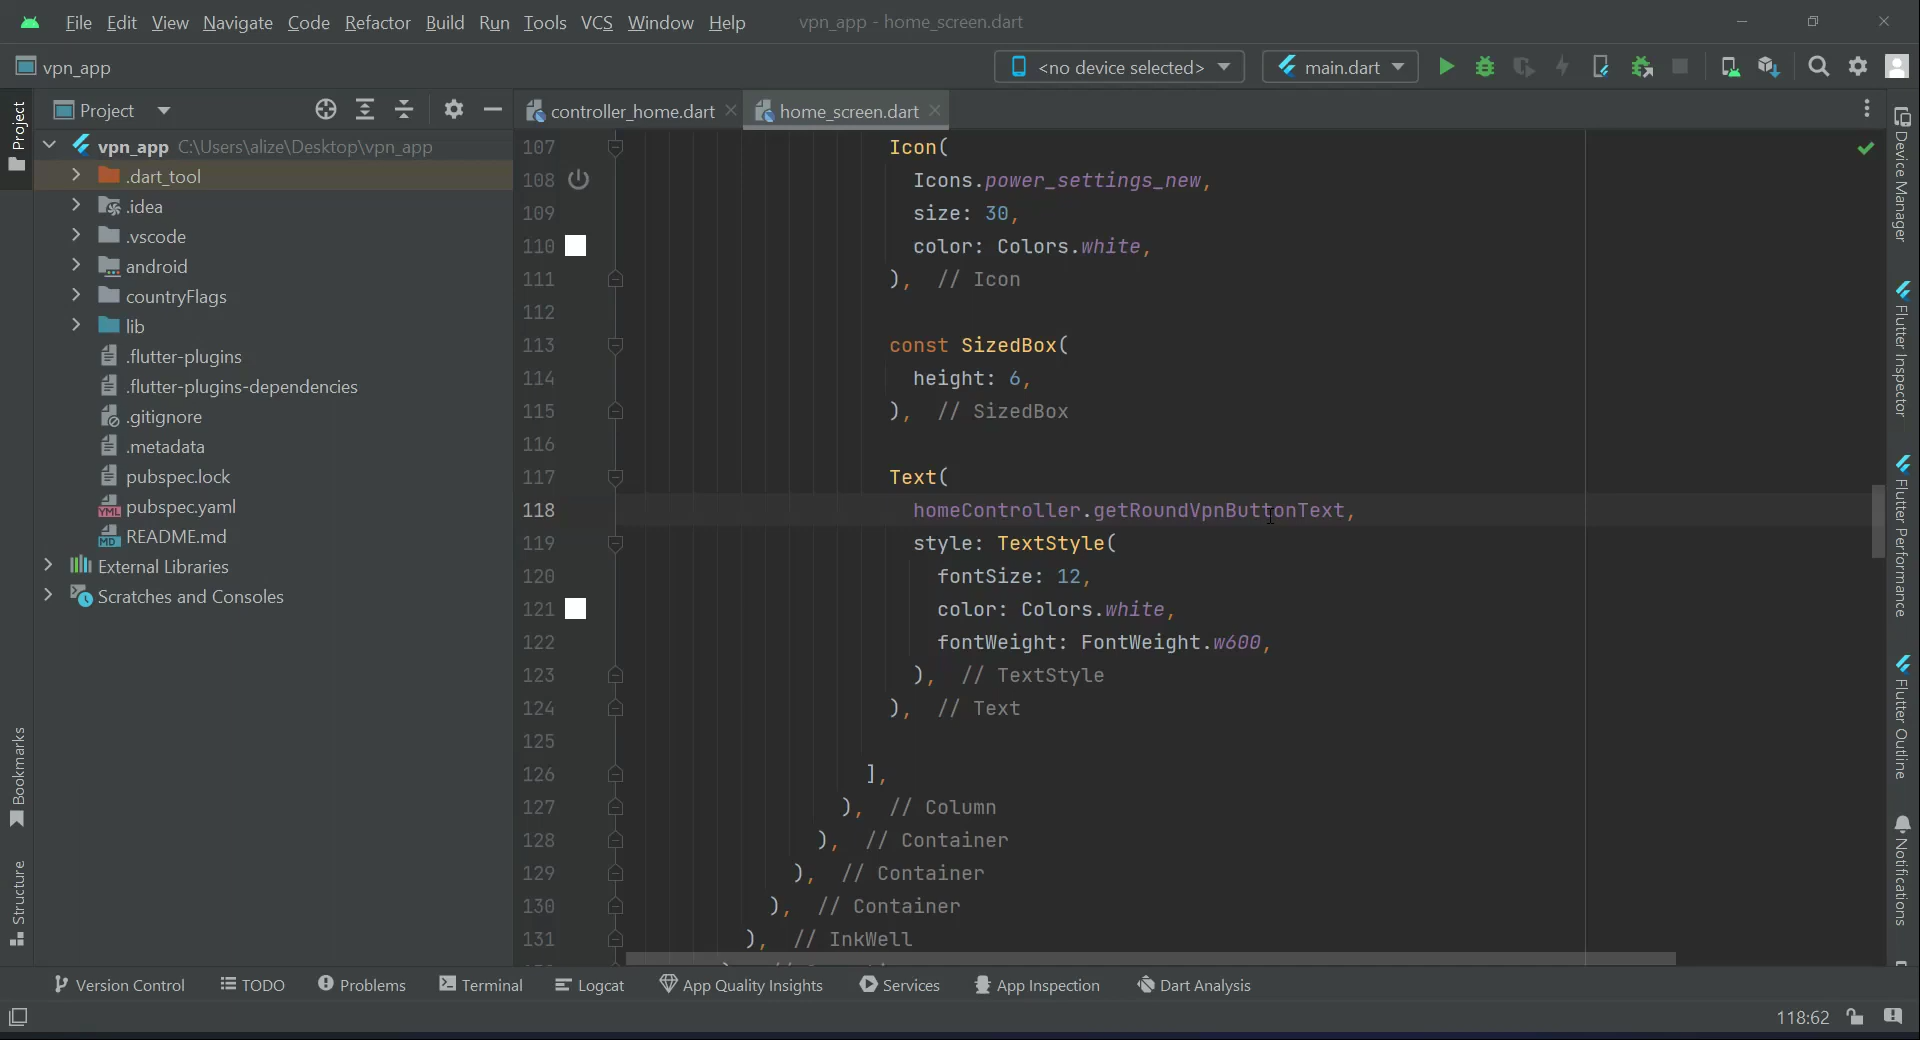 File Edit View Navigate Code Refactor Build Run Tools VCS Window Help vpn_app - home_screen.dart
vpn_app <no device selected> main.dart
Project controller_home.dart home_screen.dart
vpn_app C:\Users\alize\Desktop\vpn_app
.dart_tool
.idea
.vscode
android
countryFlags
lib
.flutter-plugins
.flutter-plugins-dependencies
.gitignore
.metadata
pubspec.lock
YML pubspec.yaml
MD README.md
External Libraries
Scratches and Consoles
Project
Bookmarks
Structure
107 Icon(
108 Icons.power_settings_new,
109 size: 30,
110 color: Colors.white,
111 ), // Icon
112
113 const SizedBox(
114 height: 6,
115 ), // SizedBox
116
117 Text(
118 homeController.getRoundVpnButtonText,
119 style: TextStyle(
120 fontSize: 12,
121 color: Colors.white,
122 fontWeight: FontWeight.w600,
123 ), // TextStyle
124 ), // Text
125
126 ],
127 ), // Column
128 ), // Container
129 ), // Container
130 ), // Container
131 ), // InkWell
Device Manager
Flutter Inspector
Flutter Performance
Flutter Outline
Notifications
Version Control TODO Problems Terminal Logcat App Quality Insights Services App Inspection Dart Analysis
118:62